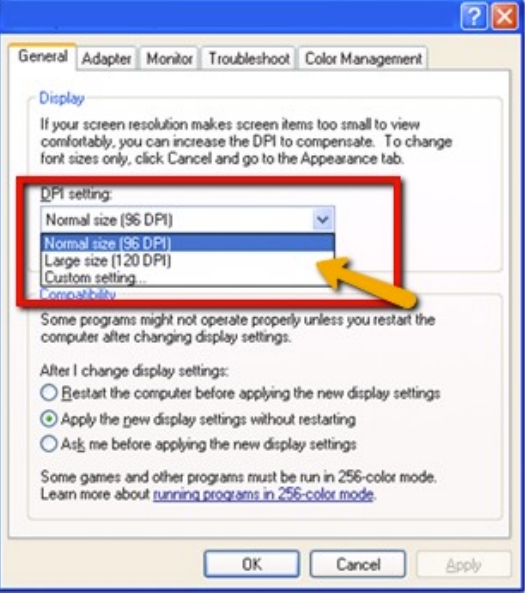 General Adapter Monitor Troubleshoot Color Management
Display
If your screen resolution makes screen items too small to view
comfortably, you can increase the DPI to compensate. To change
font sizes only, click Cancel and go to the Appearance tab.
DPI setting:
Normal size (96 DPI)
Normal size (96 DPI)
Large size (120 DPI)
Custom setting...
Compatibility
Some programs might not operate properly unless you restart the
computer after changing display settings.
After I change display settings:
Restart the computer before applying the new display settings
Apply the new display settings without restarting
Ask me before applying the new display settings
Some games and other programs must be run in 256-color mode.
Learn more about running programs in 256-color mode.
OK Cancel Apply